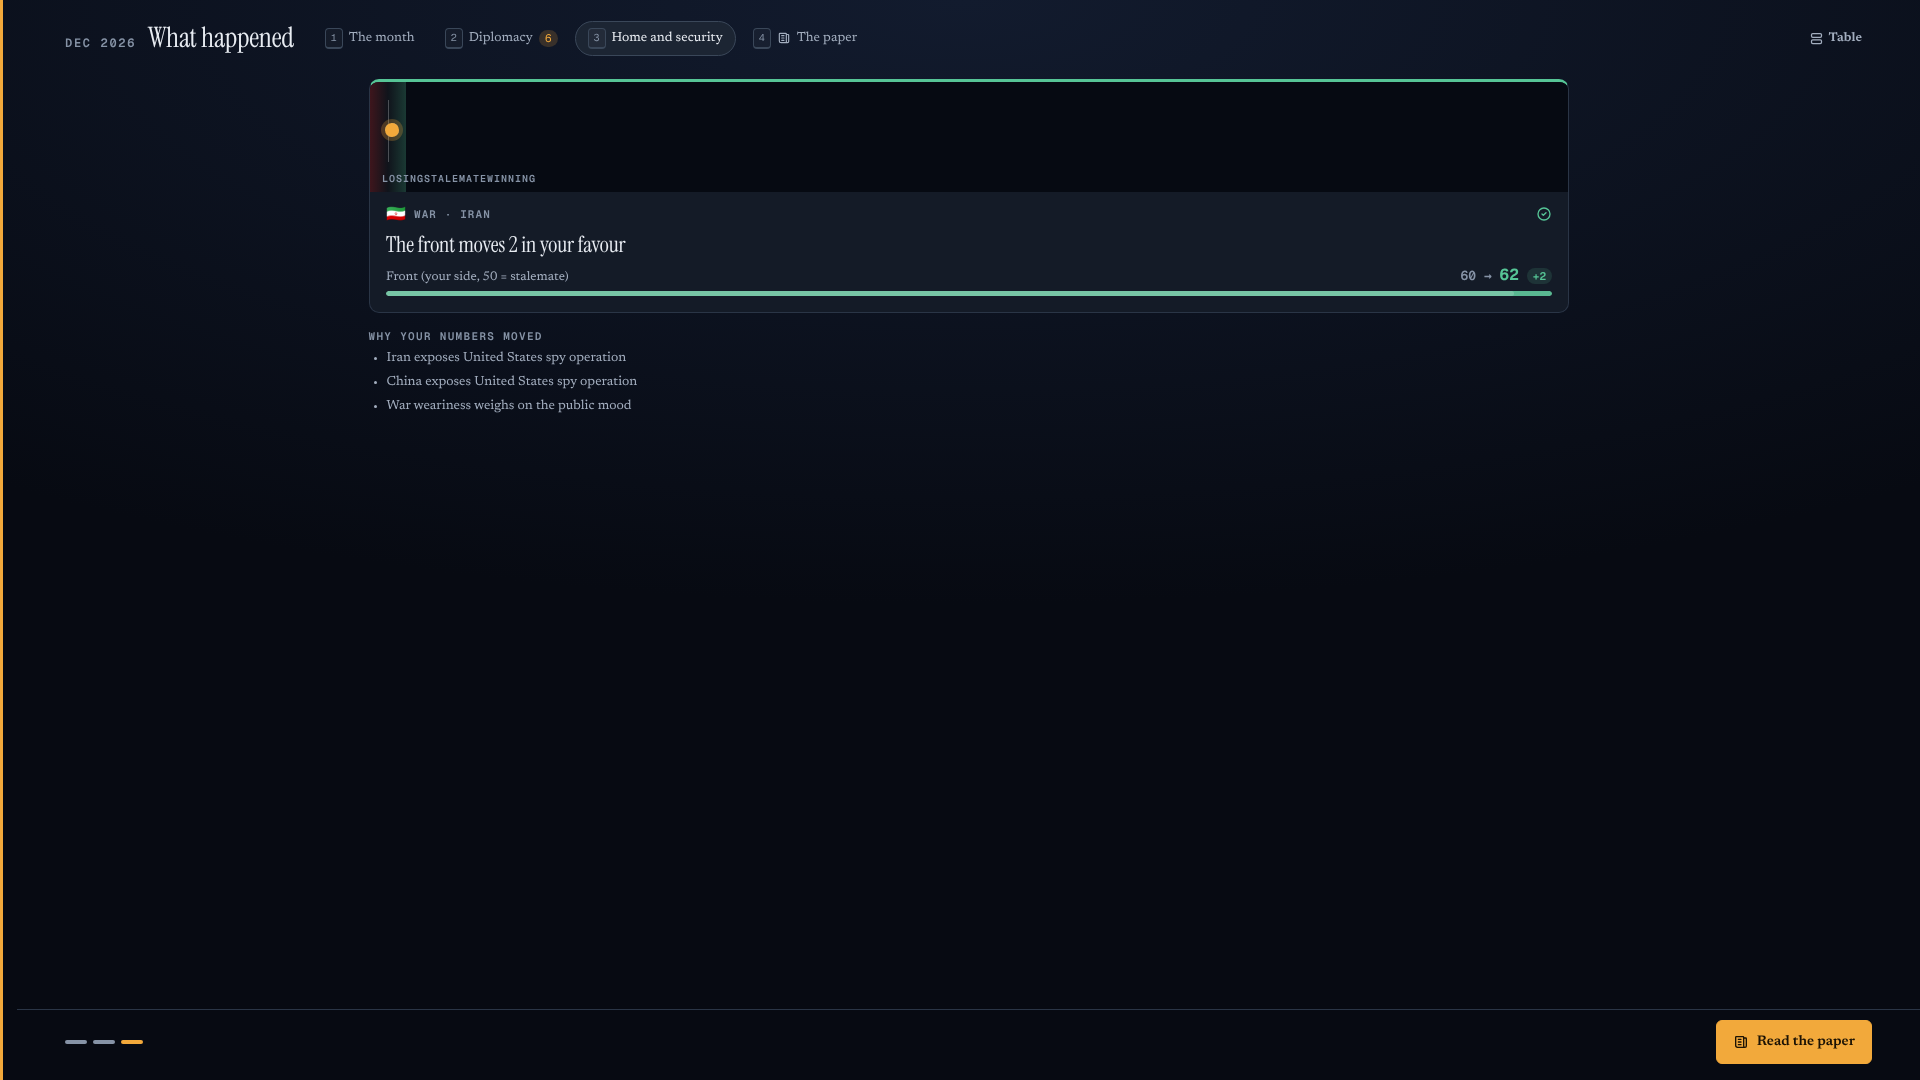 DEC 2026 What happened 1 The month 2 Diplomacy 6 3 Home and security 4 The paper Table
LOSINGSTALEMATEWINNING
WAR · IRAN
The front moves 2 in your favour
Front (your side, 50 = stalemate) 60 → 62 +2
WHY YOUR NUMBERS MOVED
• Iran exposes United States spy operation
• China exposes United States spy operation
• War weariness weighs on the public mood
Read the paper